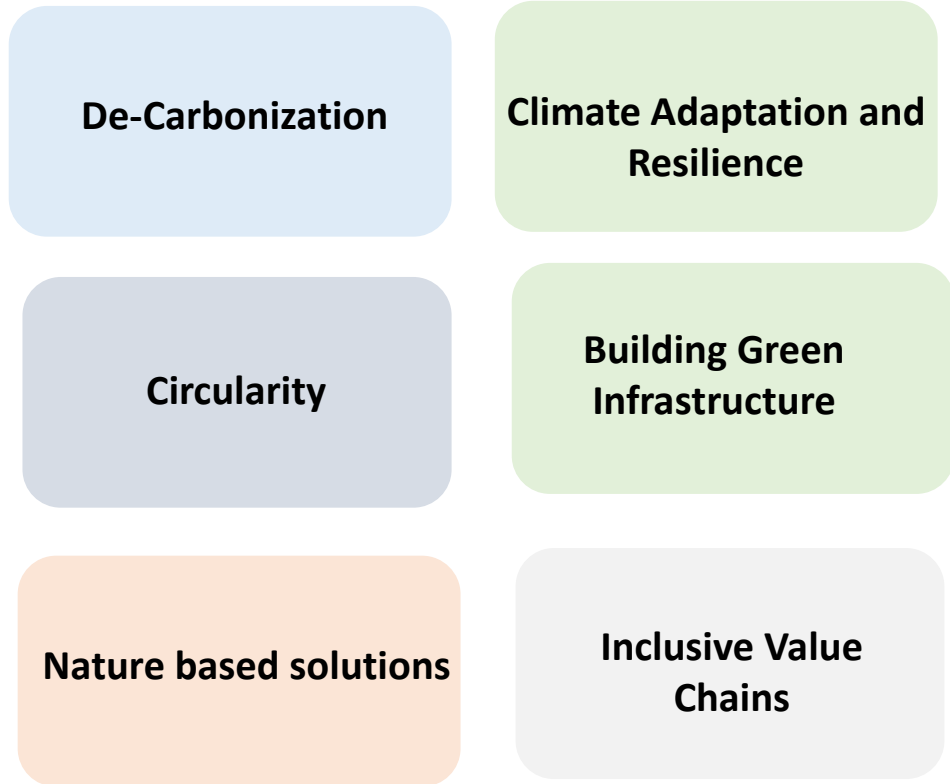 De-Carbonization
Climate Adaptation and
Resilience
Circularity
Building Green
Infrastructure
Nature based solutions
Inclusive Value
Chains